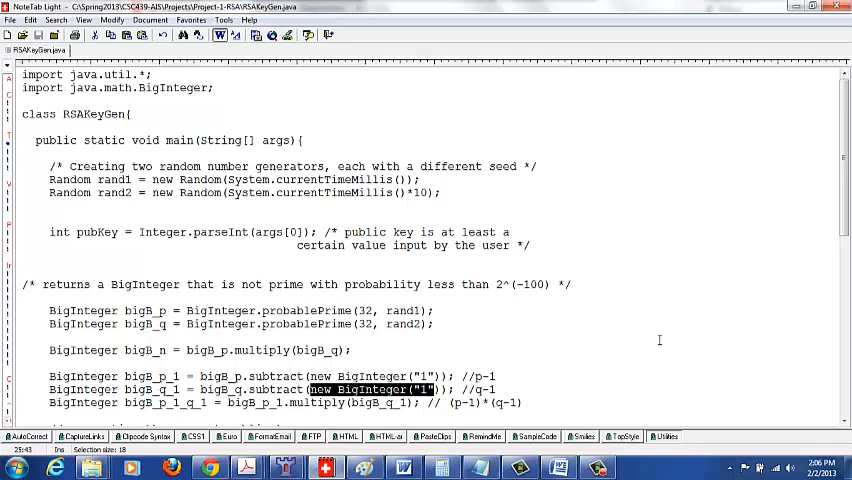 NoteTab Light - C:\Spring2013\CSC439-AIS\Projects\Project-1-RSA\RSAKeyGen.java
File Edit Search View Modify Document Favorites Tools Help
RSAKeyGen.java
import java.util.*;
import java.math.BigInteger;
class RSAKeyGen{
public static void main(String[] args){
/* Creating two random number generators, each with a different seed */
Random rand1 = new Random(System.currentTimeMillis());
Random rand2 = new Random(System.currentTimeMillis()*10);
int pubKey = Integer.parseInt(args[0]); /* public key is at least a
certain value input by the user */
/* returns a BigInteger that is not prime with probability less than 2^(-100) */
BigInteger bigB_p = BigInteger.probablePrime(32, rand1);
BigInteger bigB_q = BigInteger.probablePrime(32, rand2);
BigInteger bigB_n = bigB_p.multiply(bigB_q);
BigInteger bigB_p_1 = bigB_p.subtract(new BigInteger("1")); //p-1
BigInteger bigB_q_1 = bigB_q.subtract(new BigInteger("1")); //q-1
BigInteger bigB_p_1_q_1 = bigB_p_1.multiply(bigB_q_1); // (p-1)*(q-1)
AutoCorrect CaptureLinks Clipcode Syntax CSS1 Euro FormatEmail FTP HTML HTML-ar PasteClips RemindMe SampleCode Smilies TopStyle Utilities
25:43 Ins Selection size: 18
2:06 PM
2/2/2013